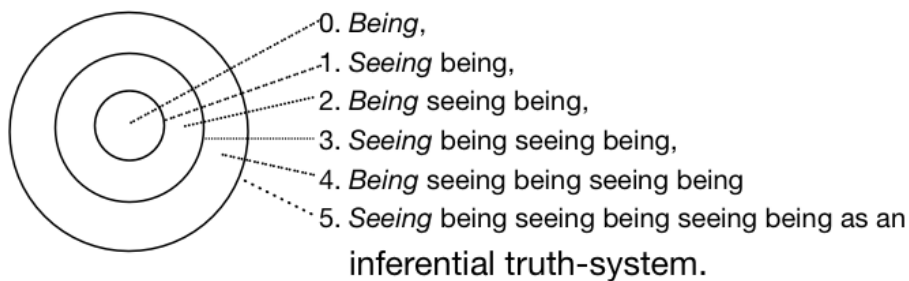 0. Being,
1. Seeing being,
2. Being seeing being,
3. Seeing being seeing being,
4. Being seeing being seeing being
5. Seeing being seeing being seeing being as an
inferential truth-system.